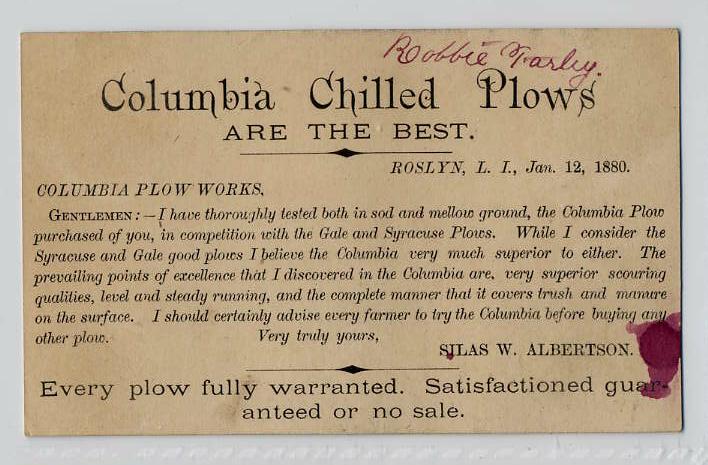 Robbie Farley.
Columbia Chilled Plows
ARE THE BEST.
ROSLYN, L. I., Jan. 12, 1880.
COLUMBIA PLOW WORKS,
GENTLEMEN:—I have thoroughly tested both in sod and mellow ground, the Columbia Plow
purchased of you, in competition with the Gale and Syracuse Plows. While I consider the
Syracuse and Gale good plows I believe the Columbia very much superior to either. The
prevailing points of excellence that I discovered in the Columbia are, very superior scouring
qualities, level and steady running, and the complete manner that it covers trush and manure
on the surface. I should certainly advise every farmer to try the Columbia before buying any
other plow. Very truly yours,
SILAS W. ALBERTSON.
Every plow fully warranted. Satisfactioned guar-
anteed or no sale.